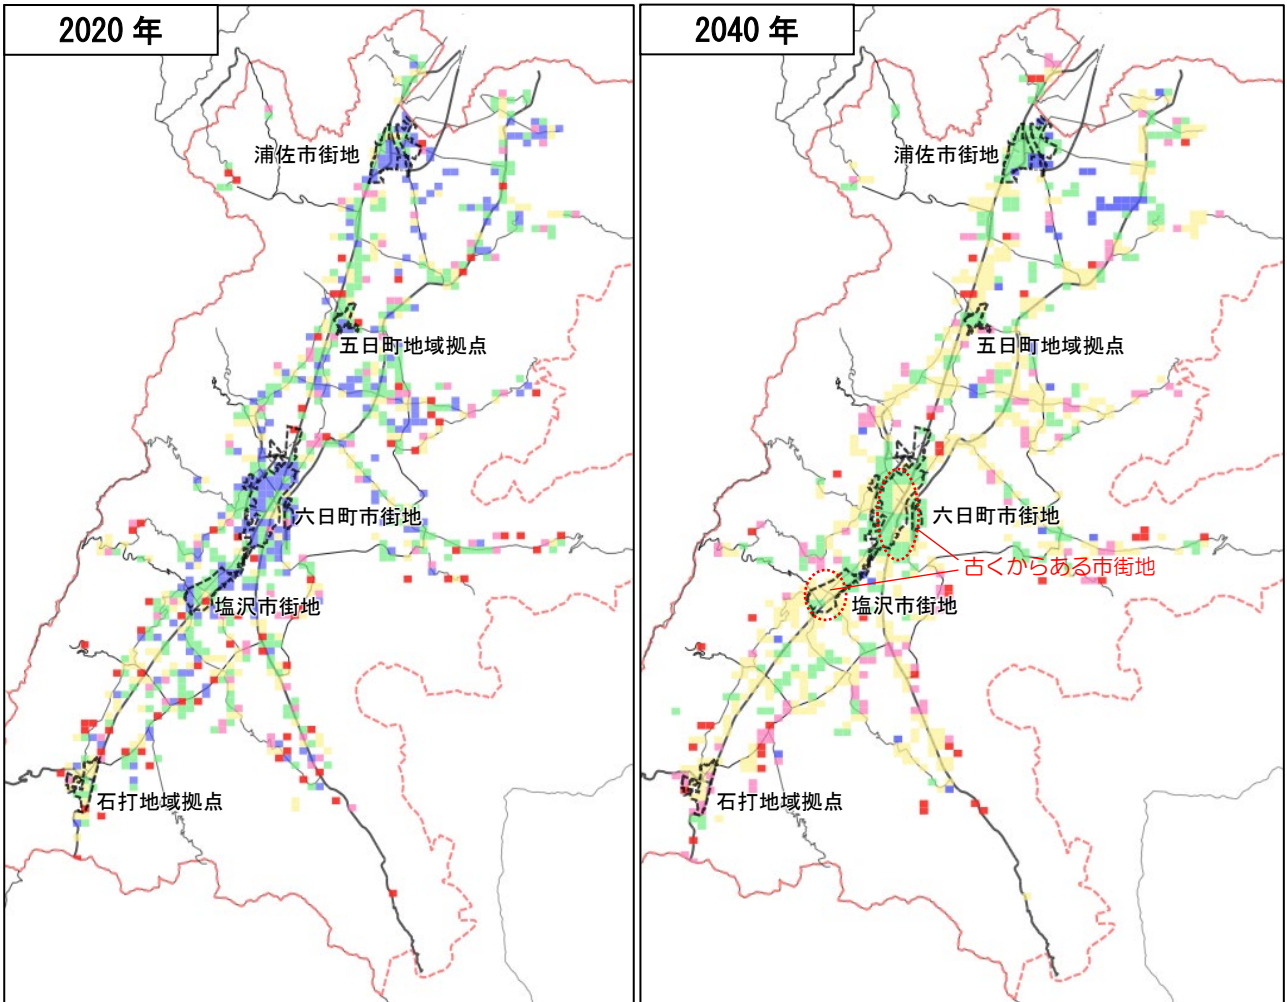 2020 年
浦佐市街地
五日町地域拠点
六日町市街地
塩沢市街地
石打地域拠点
2040 年
浦佐市街地
五日町地域拠点
六日町市街地
古くからある市街地
塩沢市街地
石打地域拠点